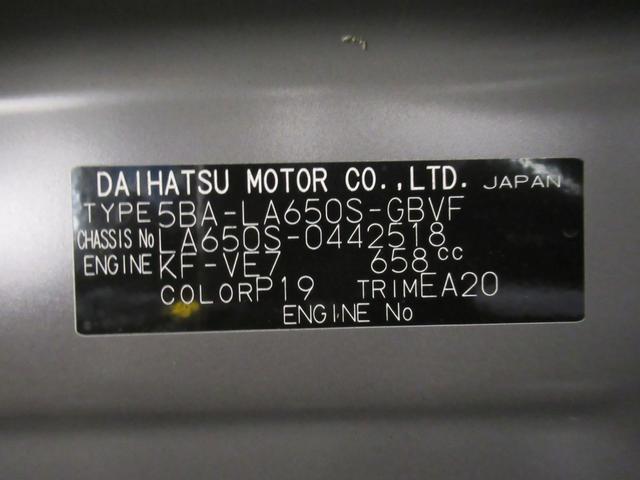 DAIHATSU MOTOR CO.,LTD. JAPAN
TYPE 5BA-LA650S-GBVF
CHASSIS No LA650S-0442518
ENGINE KF-VE7 658cc
COLOR P19 TRIM EA20
ENGINE No